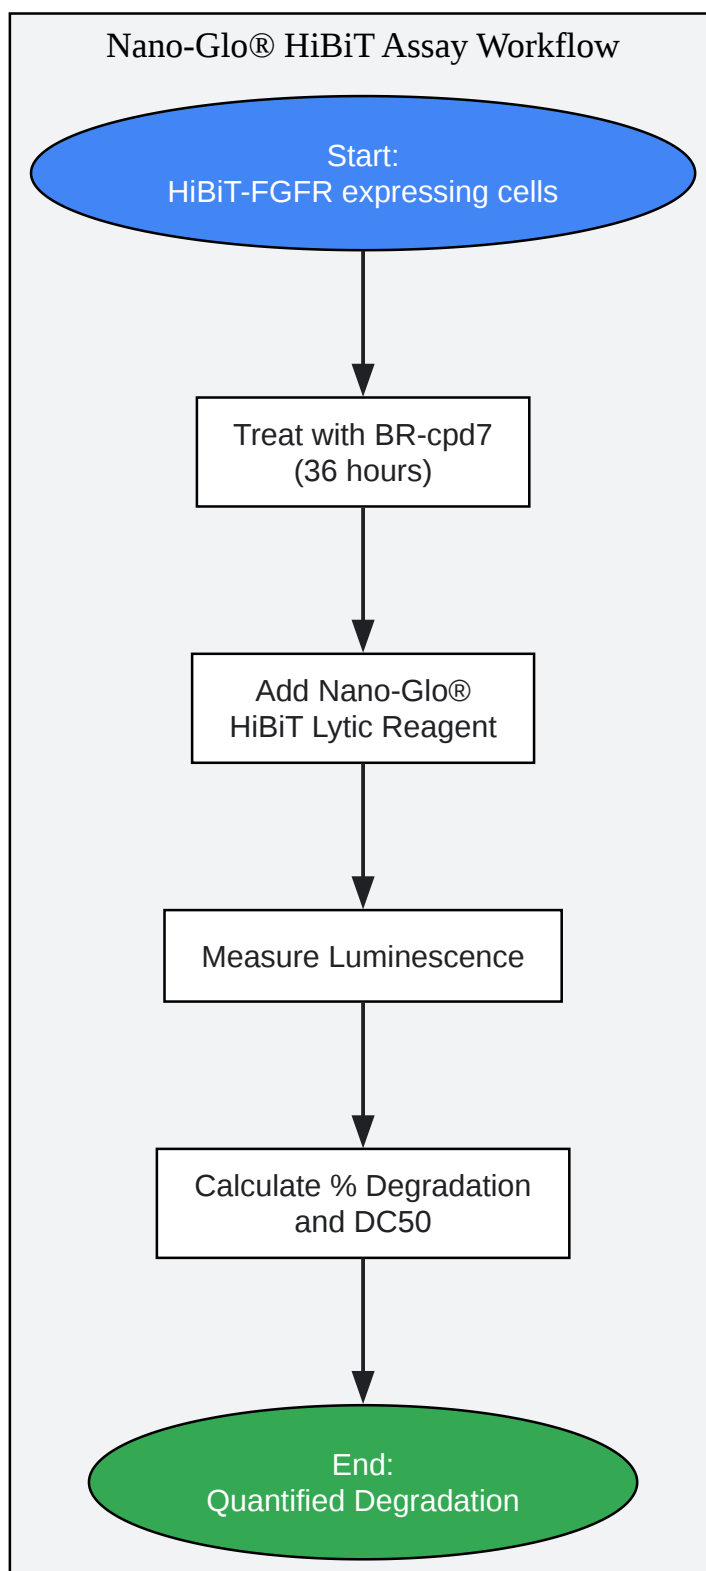 Nano-Glo® HiBiT Assay Workflow
Start:
HiBiT-FGFR expressing cells
Treat with BR-cpd7
(36 hours)
Add Nano-Glo®
HiBiT Lytic Reagent
Measure Luminescence
Calculate % Degradation
and DC50
End:
Quantified Degradation